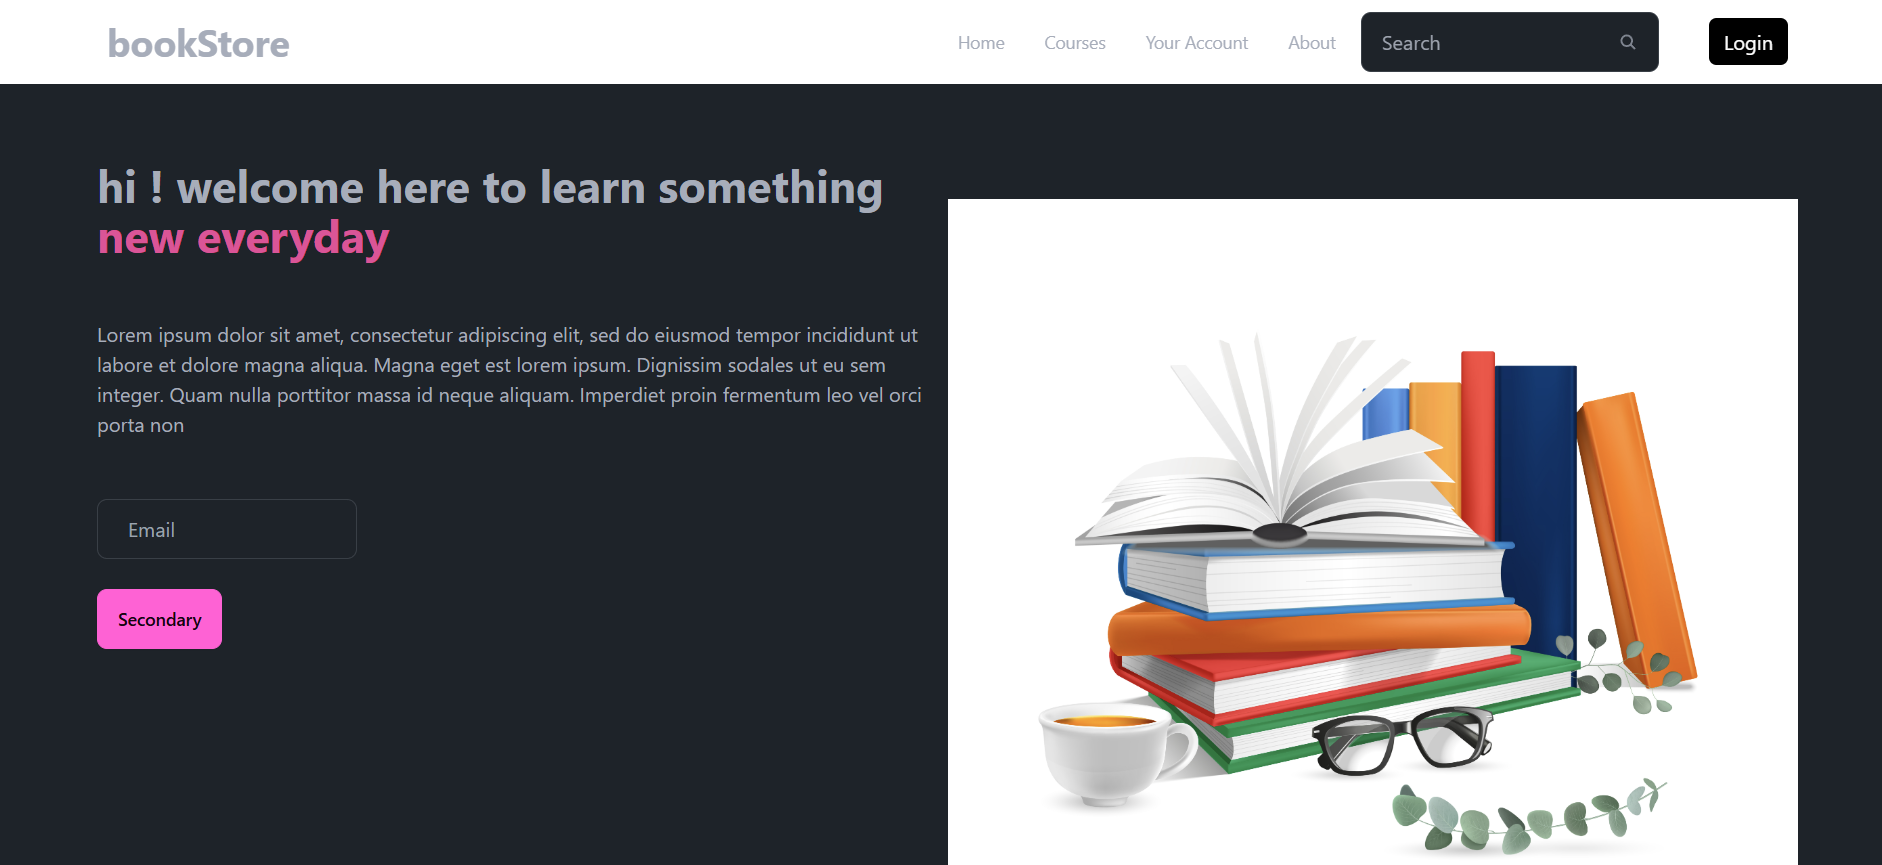 bookStore
Home
Courses
Your Account
About
Search
Login
hi ! welcome here to learn something
new everyday
Lorem ipsum dolor sit amet, consectetur adipiscing elit, sed do eiusmod tempor incididunt ut
labore et dolore magna aliqua. Magna eget est lorem ipsum. Dignissim sodales ut eu sem
integer. Quam nulla porttitor massa id neque aliquam. Imperdiet proin fermentum leo vel orci
porta non
Email
Secondary